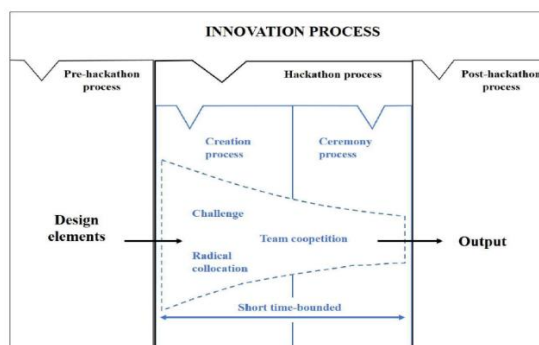 INNOVATION PROCESS
Pre-hackathon
process
Hackathon process
Post-hackathon
process
Creation
process
Ceremony
process
Challenge
Design
elements
Team coopetition
Output
Radical
collocation
Short time-bounded